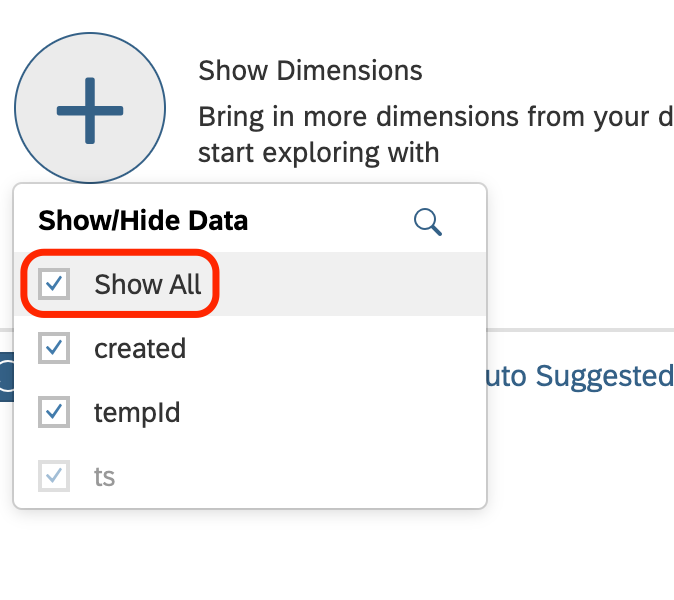 Show Dimensions
Bring in more dimensions from your d
start exploring with
Show/Hide Data
Show All
created
tempId
ts
uto Suggested